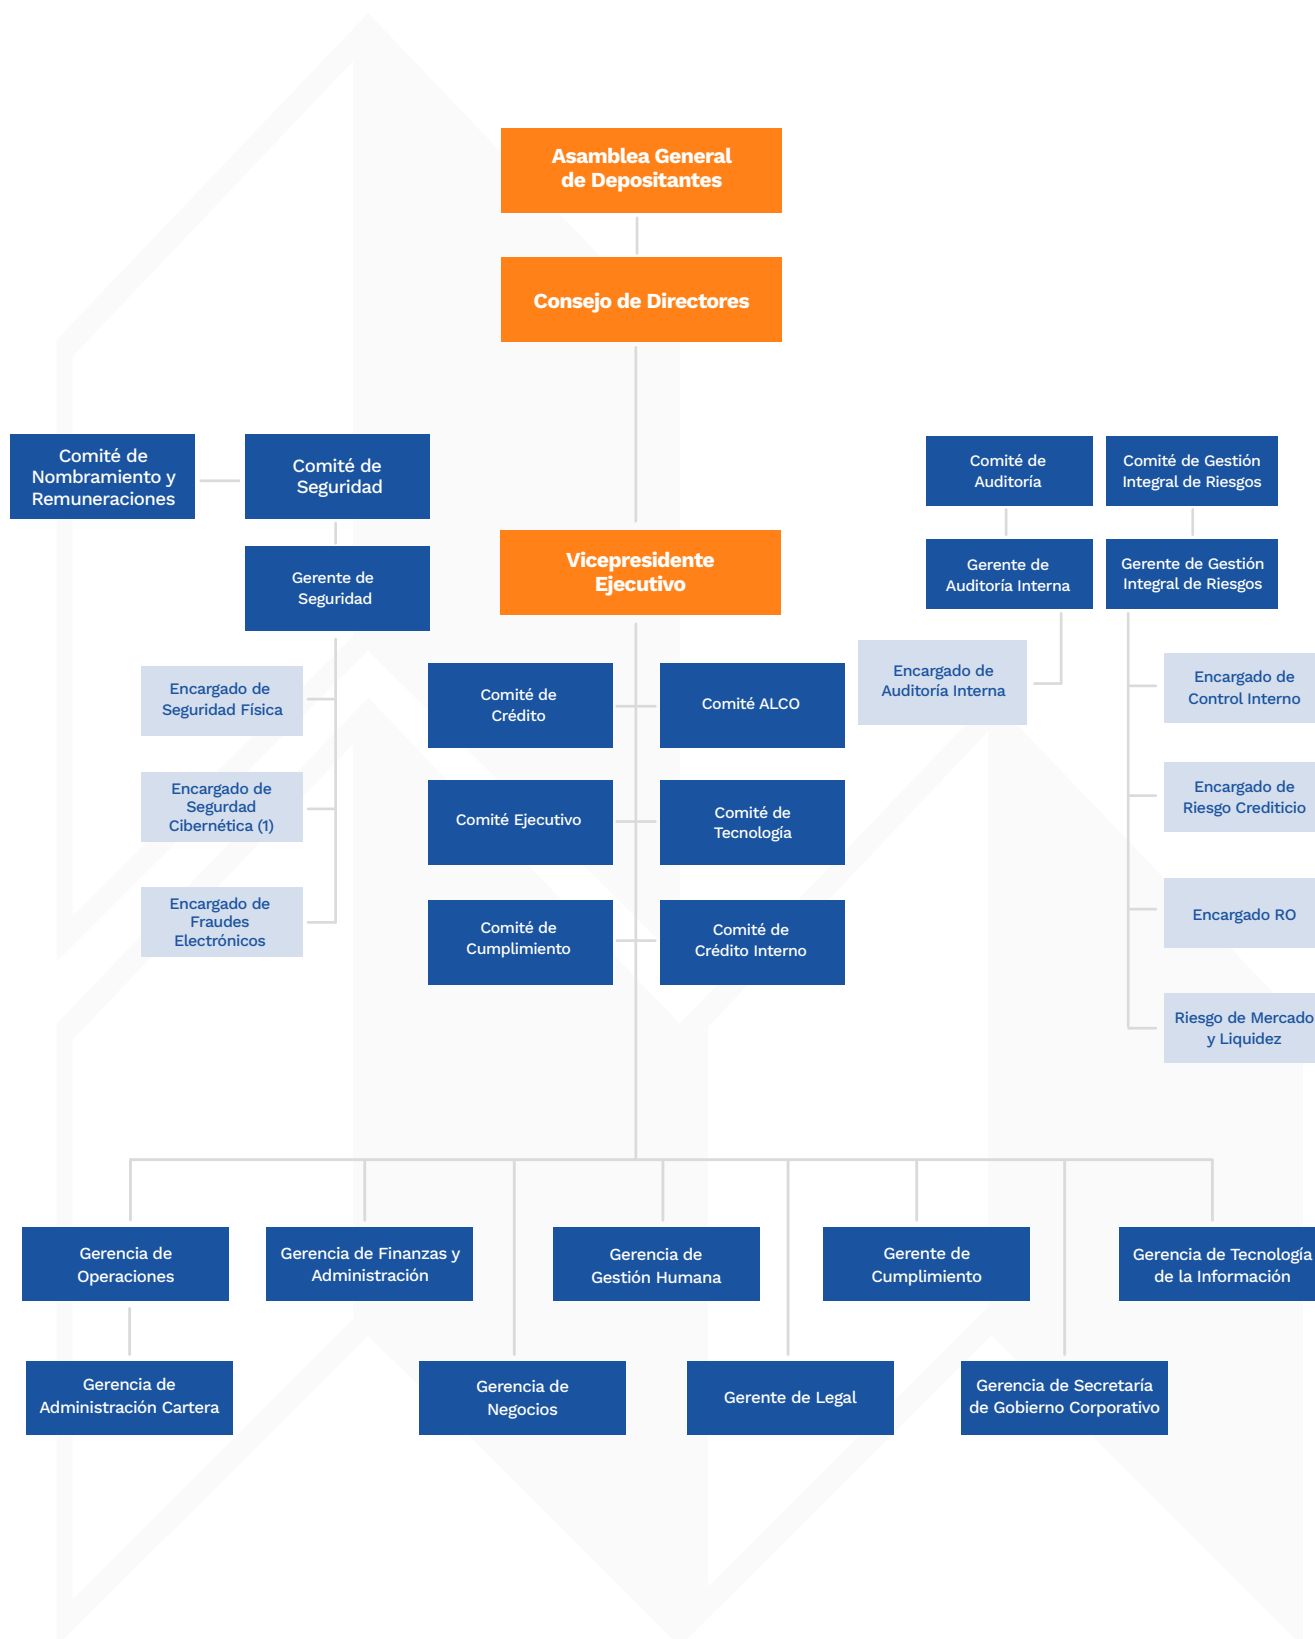 Asamblea General
de Depositantes
Consejo de Directores
Comité de
Nombramiento y
Remuneraciones
Comité de
Seguridad
Comité de
Auditoría
Comité de Gestión
Integral de Riesgos
Gerente de
Seguridad
Vicepresidente
Ejecutivo
Gerente de
Auditoría Interna
Gerente de Gestión
Integral de Riesgos
Encargado de
Seguridad Física
Encargado de
Segurdad
Cibernética (1)
Encargado de
Fraudes
Electrónicos
Comité de
Crédito
Comité ALCO
Comité Ejecutivo
Comité de
Tecnología
Comité de
Cumplimiento
Comité de
Crédito Interno
Encargado de
Auditoría Interna
Encargado de
Control Interno
Encargado de
Riesgo Crediticio
Encargado RO
Riesgo de Mercado
y Liquidez
Gerencia de
Operaciones
Gerencia de Finanzas y
Administración
Gerencia de
Gestión Humana
Gerente de
Cumplimiento
Gerencia de Tecnología
de la Información
Gerencia de
Administración Cartera
Gerencia de
Negocios
Gerente de Legal
Gerencia de Secretaría
de Gobierno Corporativo